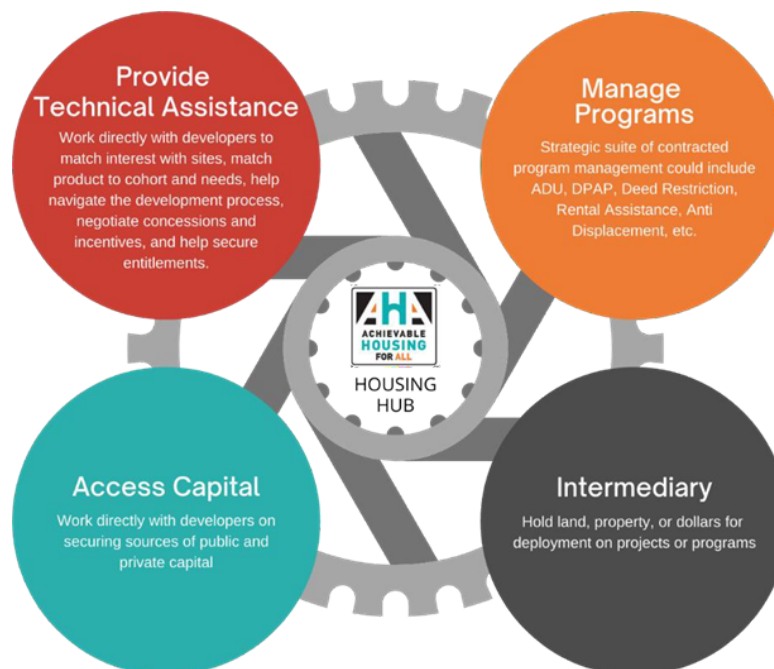 Provide
Technical Assistance
Work directly with developers to
match interest with sites, match
product to cohort and needs, help
navigate the development process,
negotiate concessions and
incentives, and help secure
entitlements.
Manage
Programs
Strategic suite of contracted
program management could include
ADU, DPAP, Deed Restriction,
Rental Assistance, Anti
Displacement, etc.
AHA
ACHIEVABLE
HOUSING
FOR ALL
HOUSING
HUB
Access Capital
Work directly with developers on
securing sources of public and
private capital
Intermediary
Hold land, property, or dollars for
deployment on projects or programs